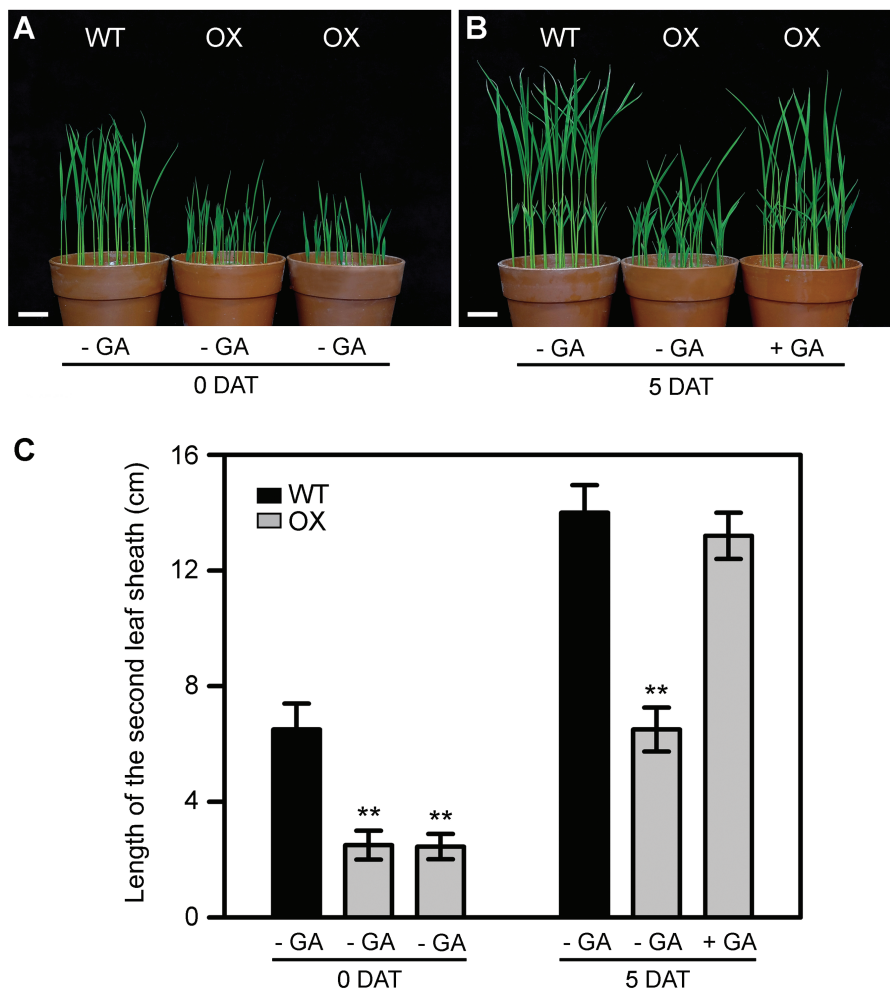 A
WT OX OX
- GA - GA - GA
0 DAT
B
WT OX OX
- GA - GA + GA
5 DAT
C
Length of the second leaf sheath (cm)
16
12
8
4
0
WT
OX
** **
**
- GA - GA - GA - GA - GA + GA
0 DAT 5 DAT